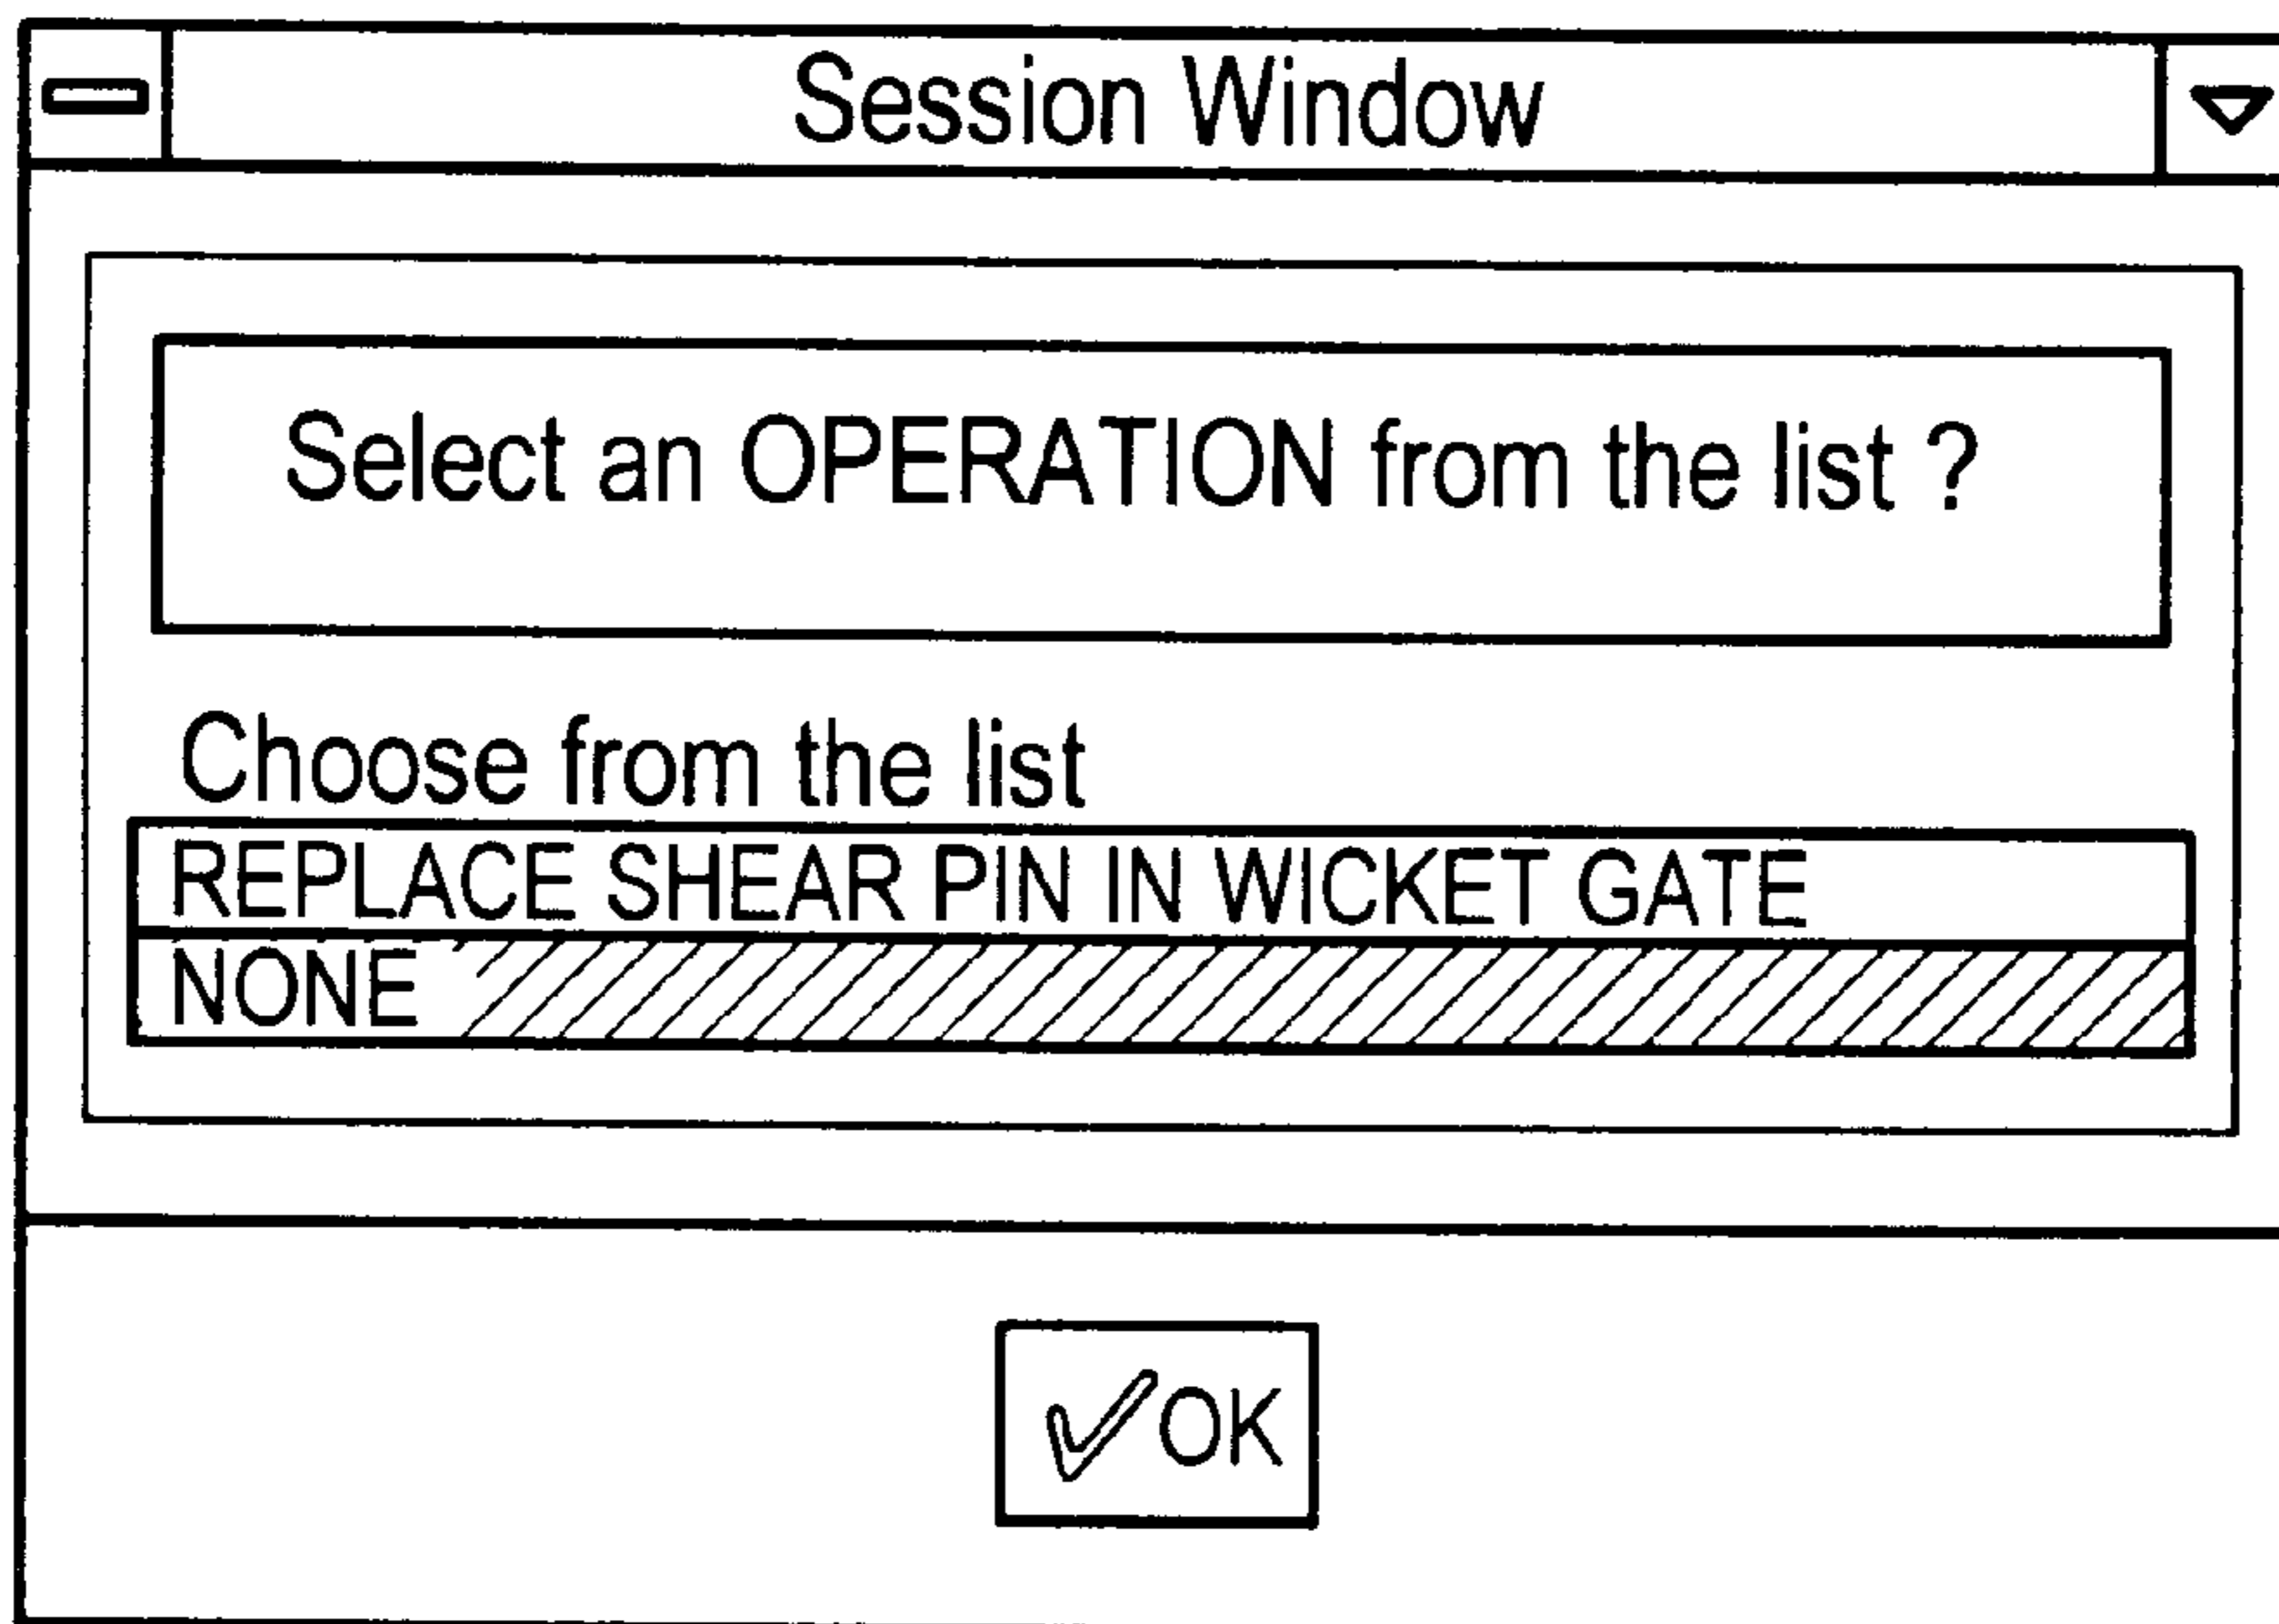 Session Window
Select an OPERATION from the list ?
Choose from the list
REPLACE SHEAR PIN IN WICKET GATE
NONE
OK